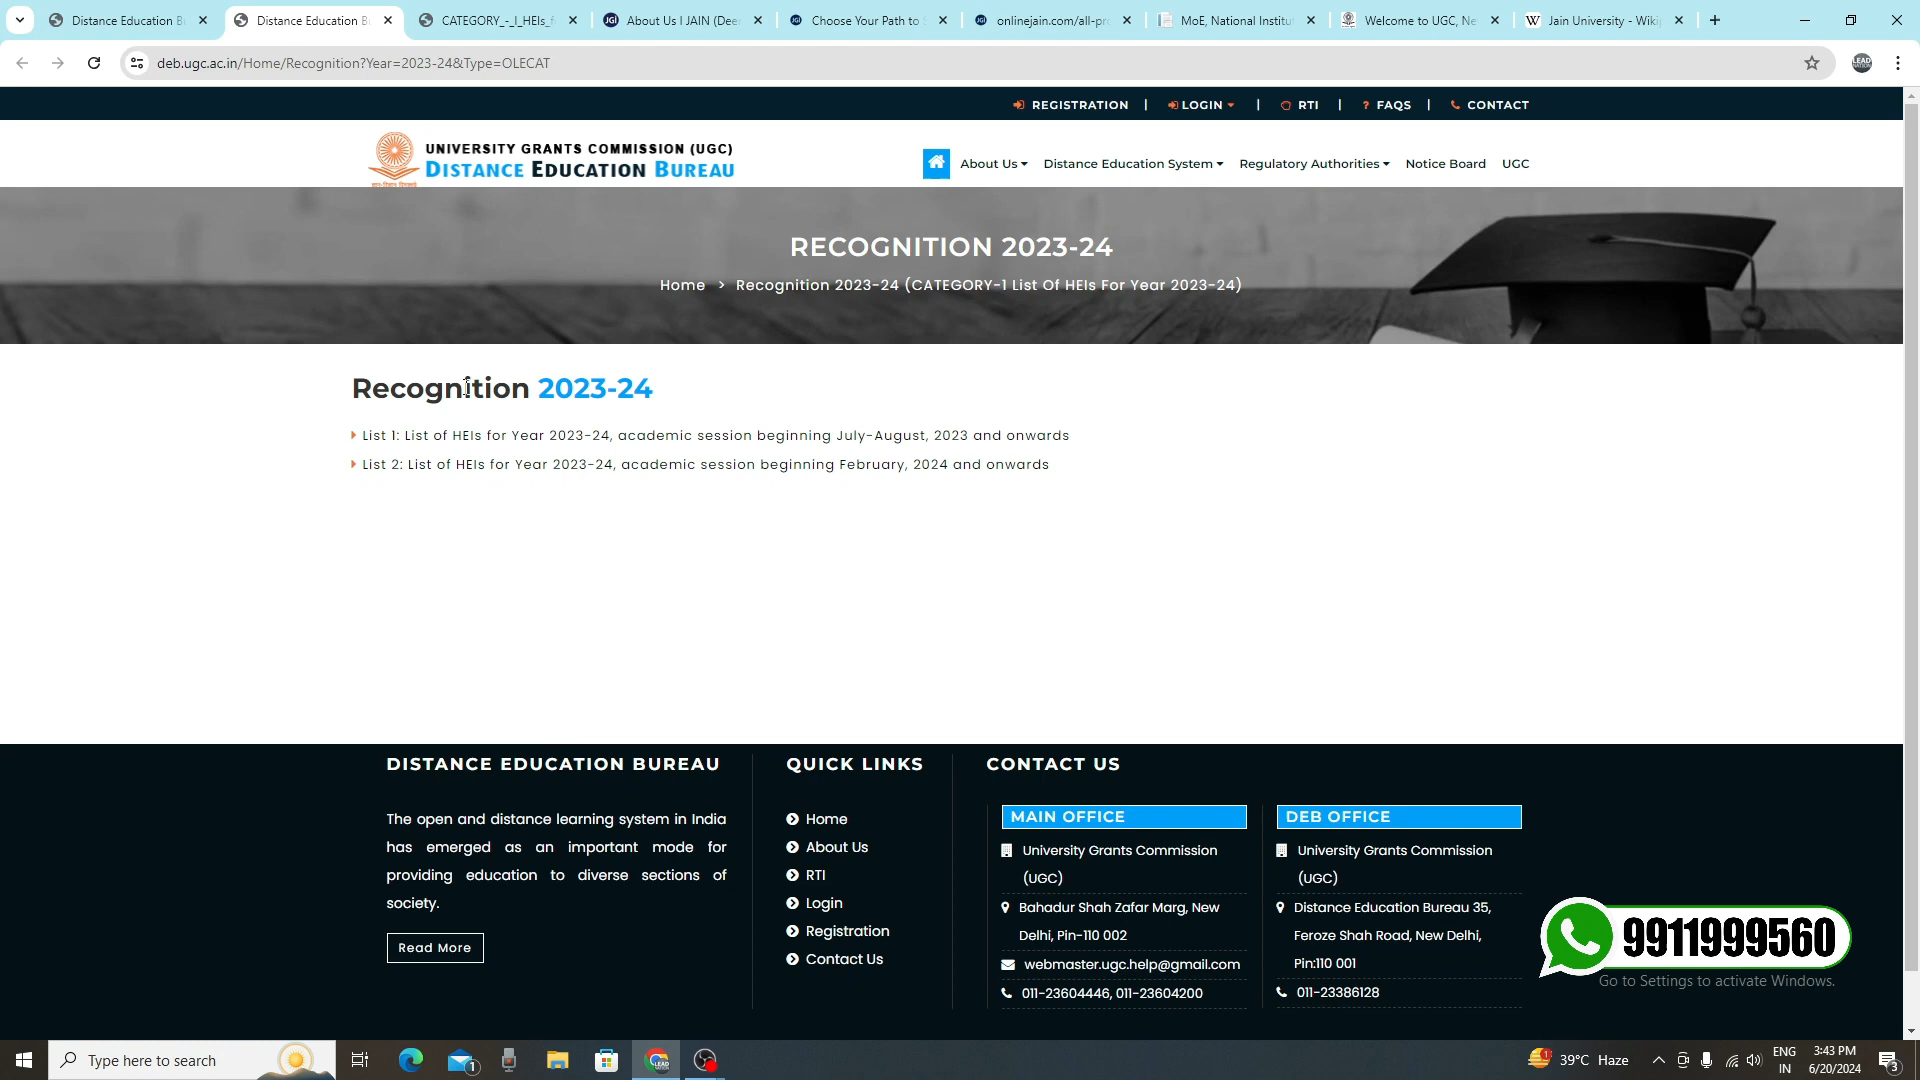 Distance Education B
Distance Education B
CATEGORY_-_I_HEIs_f
About Us I JAIN (Dee
Choose Your Path to
onlinejain.com/all-pr
MoE, National Institu
Welcome to UGC, Ne
Jain University - Wiki
deb.ugc.ac.in/Home/Recognition?Year=2023-24&Type=OLECAT
REGISTRATION | LOGIN | RTI | ? FAQS | CONTACT
UNIVERSITY GRANTS COMMISSION (UGC)
DISTANCE EDUCATION BUREAU
About Us Distance Education System Regulatory Authorities Notice Board UGC
RECOGNITION 2023-24
Home > Recognition 2023-24 (CATEGORY-1 List Of HEIs For Year 2023-24)
Recognition 2023-24
List 1: List of HEIs for Year 2023-24, academic session beginning July-August, 2023 and onwards
List 2: List of HEIs for Year 2023-24, academic session beginning February, 2024 and onwards
DISTANCE EDUCATION BUREAU
The open and distance learning system in India
has emerged as an important mode for
providing education to diverse sections of
society.
Read More
QUICK LINKS
Home
About Us
RTI
Login
Registration
Contact Us
CONTACT US
MAIN OFFICE
University Grants Commission
(UGC)
Bahadur Shah Zafar Marg, New
Delhi, Pin-110 002
webmaster.ugc.help@gmail.com
011-23604446, 011-23604200
DEB OFFICE
University Grants Commission
(UGC)
Distance Education Bureau 35,
Feroze Shah Road, New Delhi,
Pin:110 001
011-23386128
9911999560
Go to Settings to activate Windows.
Type here to search
1
1
39°C Haze
ENG
IN
3:43 PM
6/20/2024
3